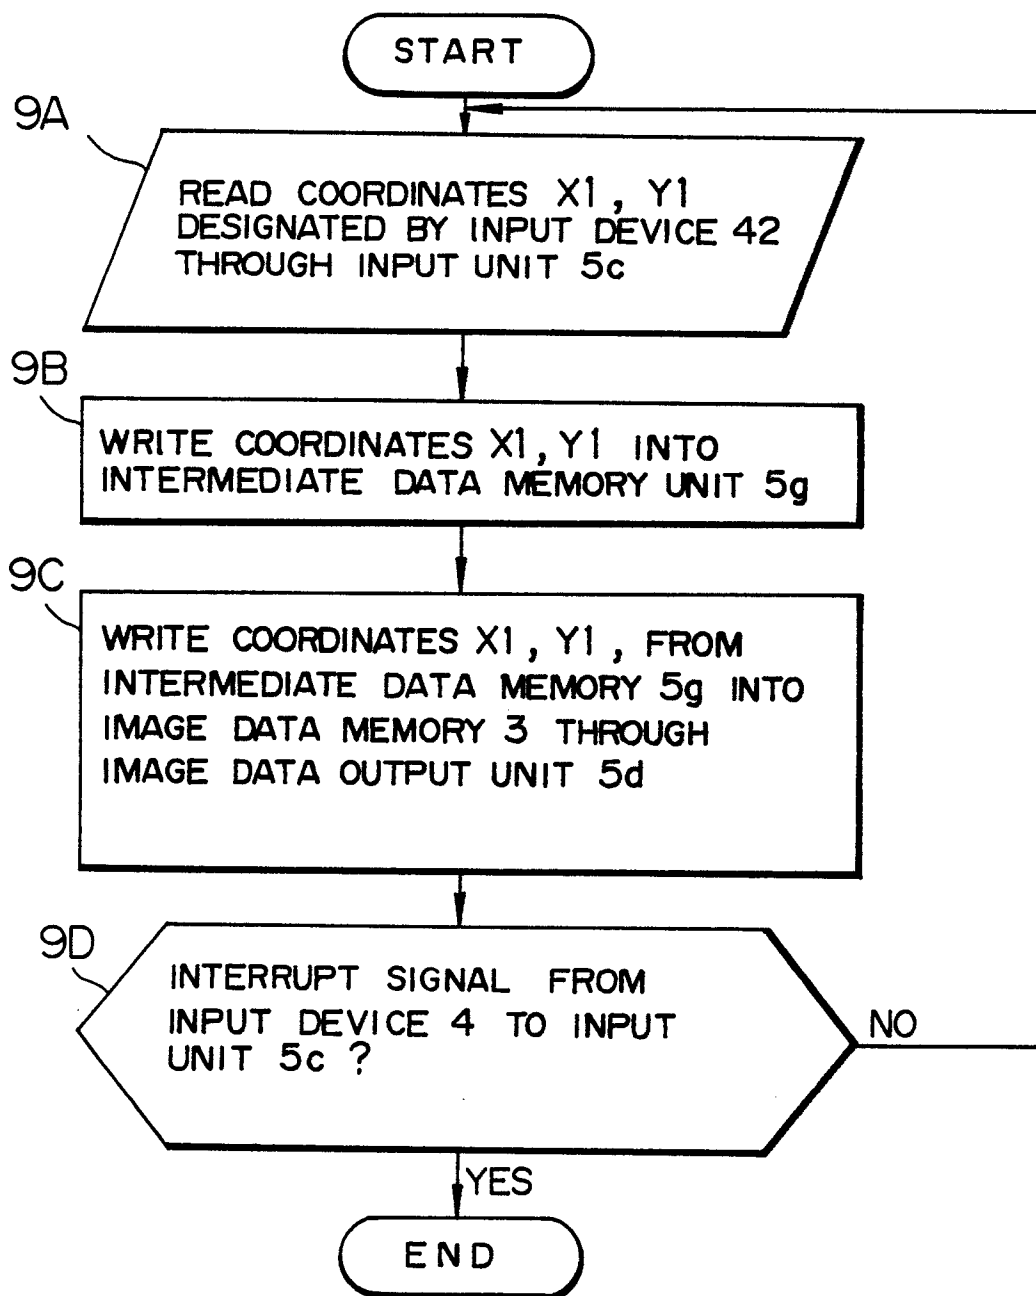 START
9A
READ COORDINATES X1, Y1
DESIGNATED BY INPUT DEVICE 42
THROUGH INPUT UNIT 5c
9B
WRITE COORDINATES X1, Y1 INTO
INTERMEDIATE DATA MEMORY UNIT 5g
9C
WRITE COORDINATES X1, Y1, FROM
INTERMEDIATE DATA MEMORY 5g INTO
IMAGE DATA MEMORY 3 THROUGH
IMAGE DATA OUTPUT UNIT 5d
9D
INTERRUPT SIGNAL FROM
INPUT DEVICE 4 TO INPUT
UNIT 5c ?
NO
YES
END